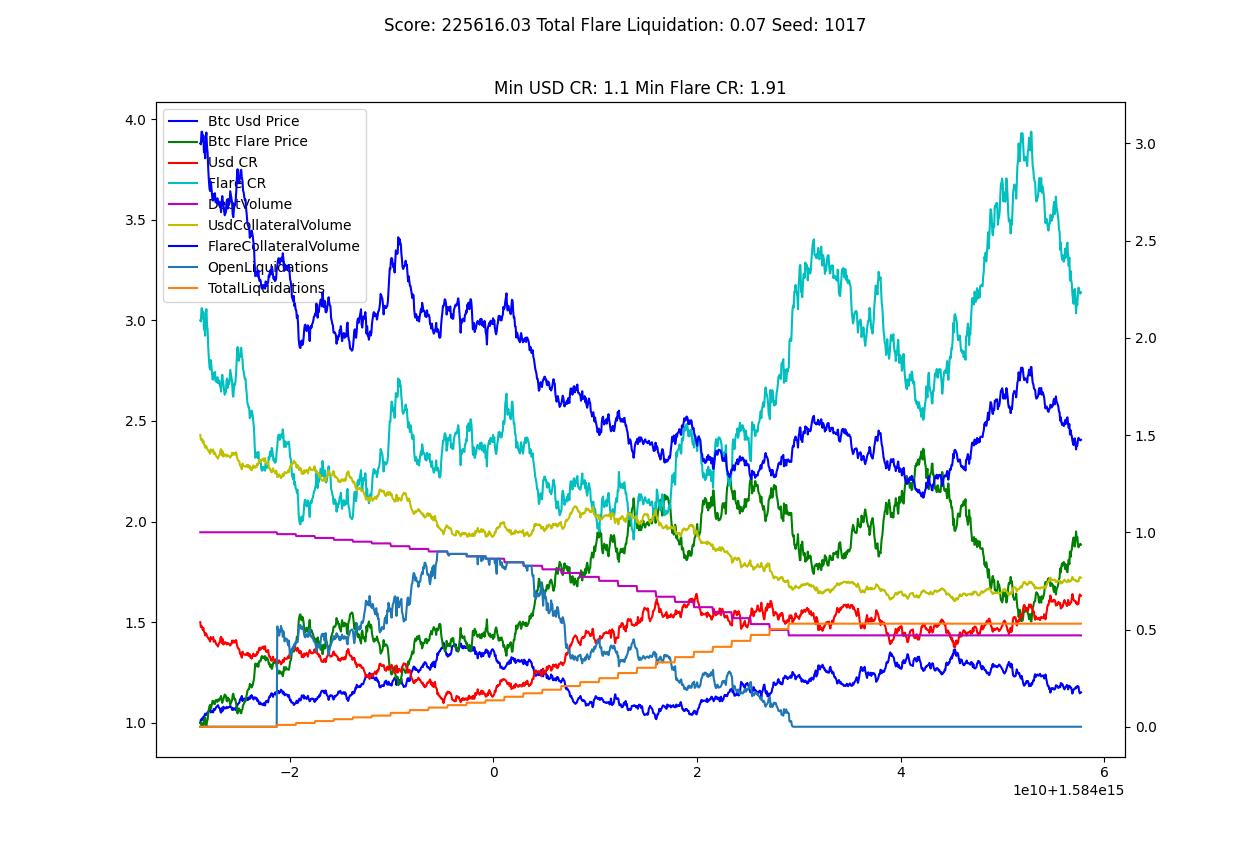 Score: 225616.03 Total Flare Liquidation: 0.07 Seed: 1017
Min USD CR: 1.1 Min Flare CR: 1.91
Btc Usd Price
Btc Flare Price
Usd CR
Flare CR
DebtVolume
UsdCollateralVolume
FlareCollateralVolume
OpenLiquidations
TotalLiquidations
4.0
3.5
3.0
2.5
2.0
1.5
1.0
3.0
2.5
2.0
1.5
1.0
0.5
0.0
−2
0
2
4
6
1e10+1.584e15